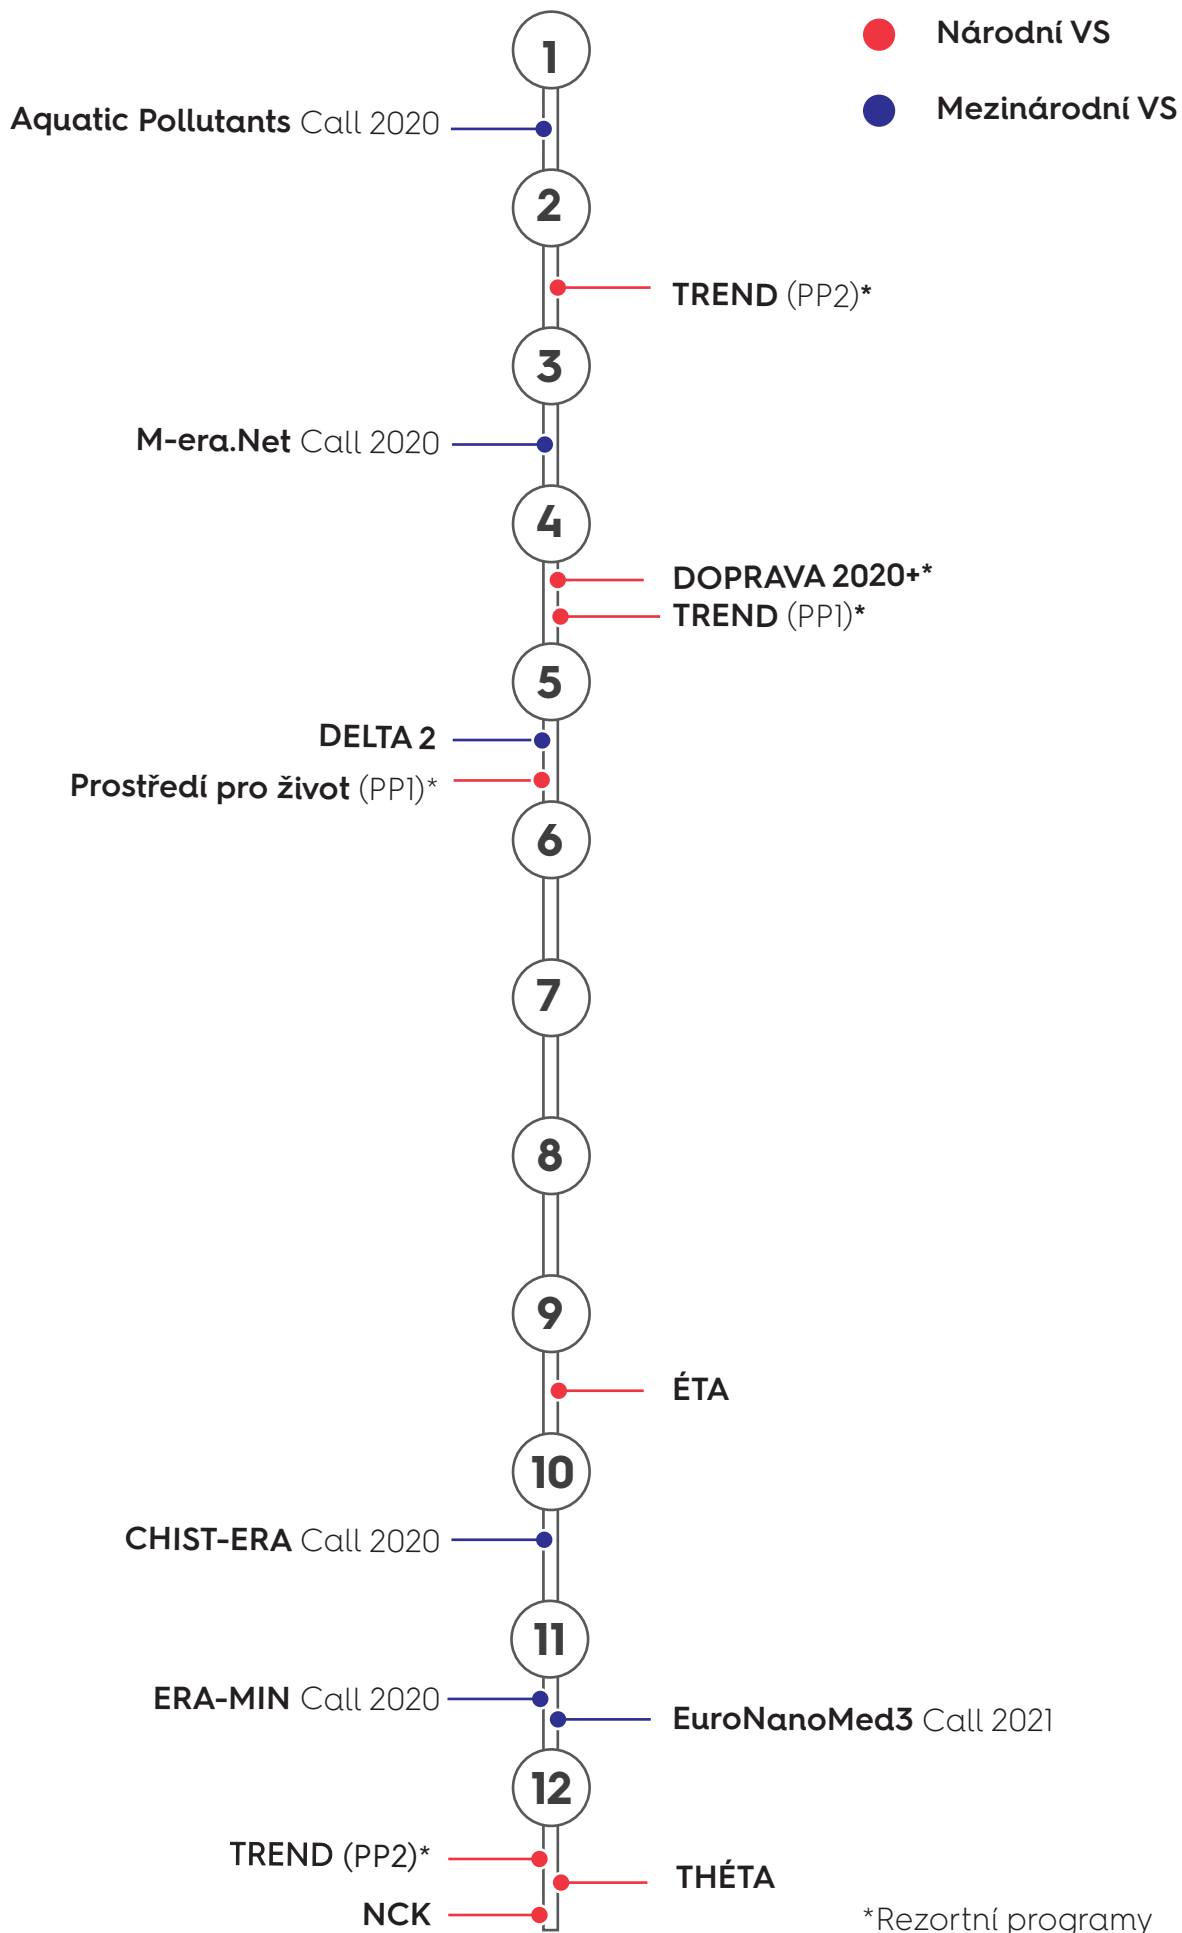 1
Národní VS
Mezinárodní VS
Aquatic Pollutants Call 2020
2
TREND (PP2)*
3
M-era.Net Call 2020
4
DOPRAVA 2020+*
TREND (PP1)*
5
DELTA 2
Prostředí pro život (PP1)*
6
7
8
9
ÉTA
10
CHIST-ERA Call 2020
11
ERA-MIN Call 2020
EuroNanoMed3 Call 2021
12
TREND (PP2)*
THÉTA
NCK
*Rezortní programy